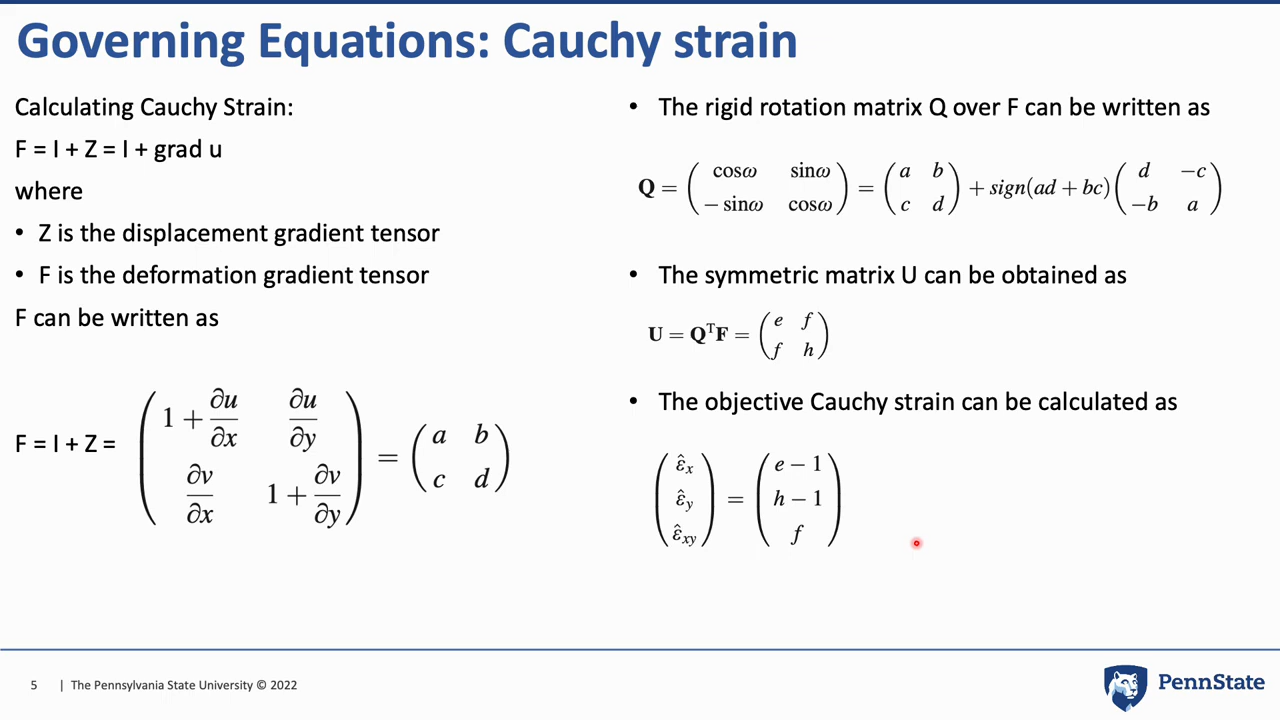 Governing Equations: Cauchy strain
Calculating Cauchy Strain:
F = I + Z = I + grad u
where
• Z is the displacement gradient tensor
• F is the deformation gradient tensor
F can be written as
F = I + Z = ( 1 + ∂u/∂x  ∂u/∂y ; ∂v/∂x  1 + ∂v/∂y ) = ( a  b ; c  d )
• The rigid rotation matrix Q over F can be written as
Q = ( cosω  sinω ; − sinω  cosω ) = ( a  b ; c  d ) + sign(ad + bc) ( d  −c ; −b  a )
• The symmetric matrix U can be obtained as
U = QᵀF = ( e  f ; f  h )
• The objective Cauchy strain can be calculated as
( ε̂x ; ε̂y ; ε̂xy ) = ( e − 1 ; h − 1 ; f )
5 | The Pennsylvania State University © 2022
PennState